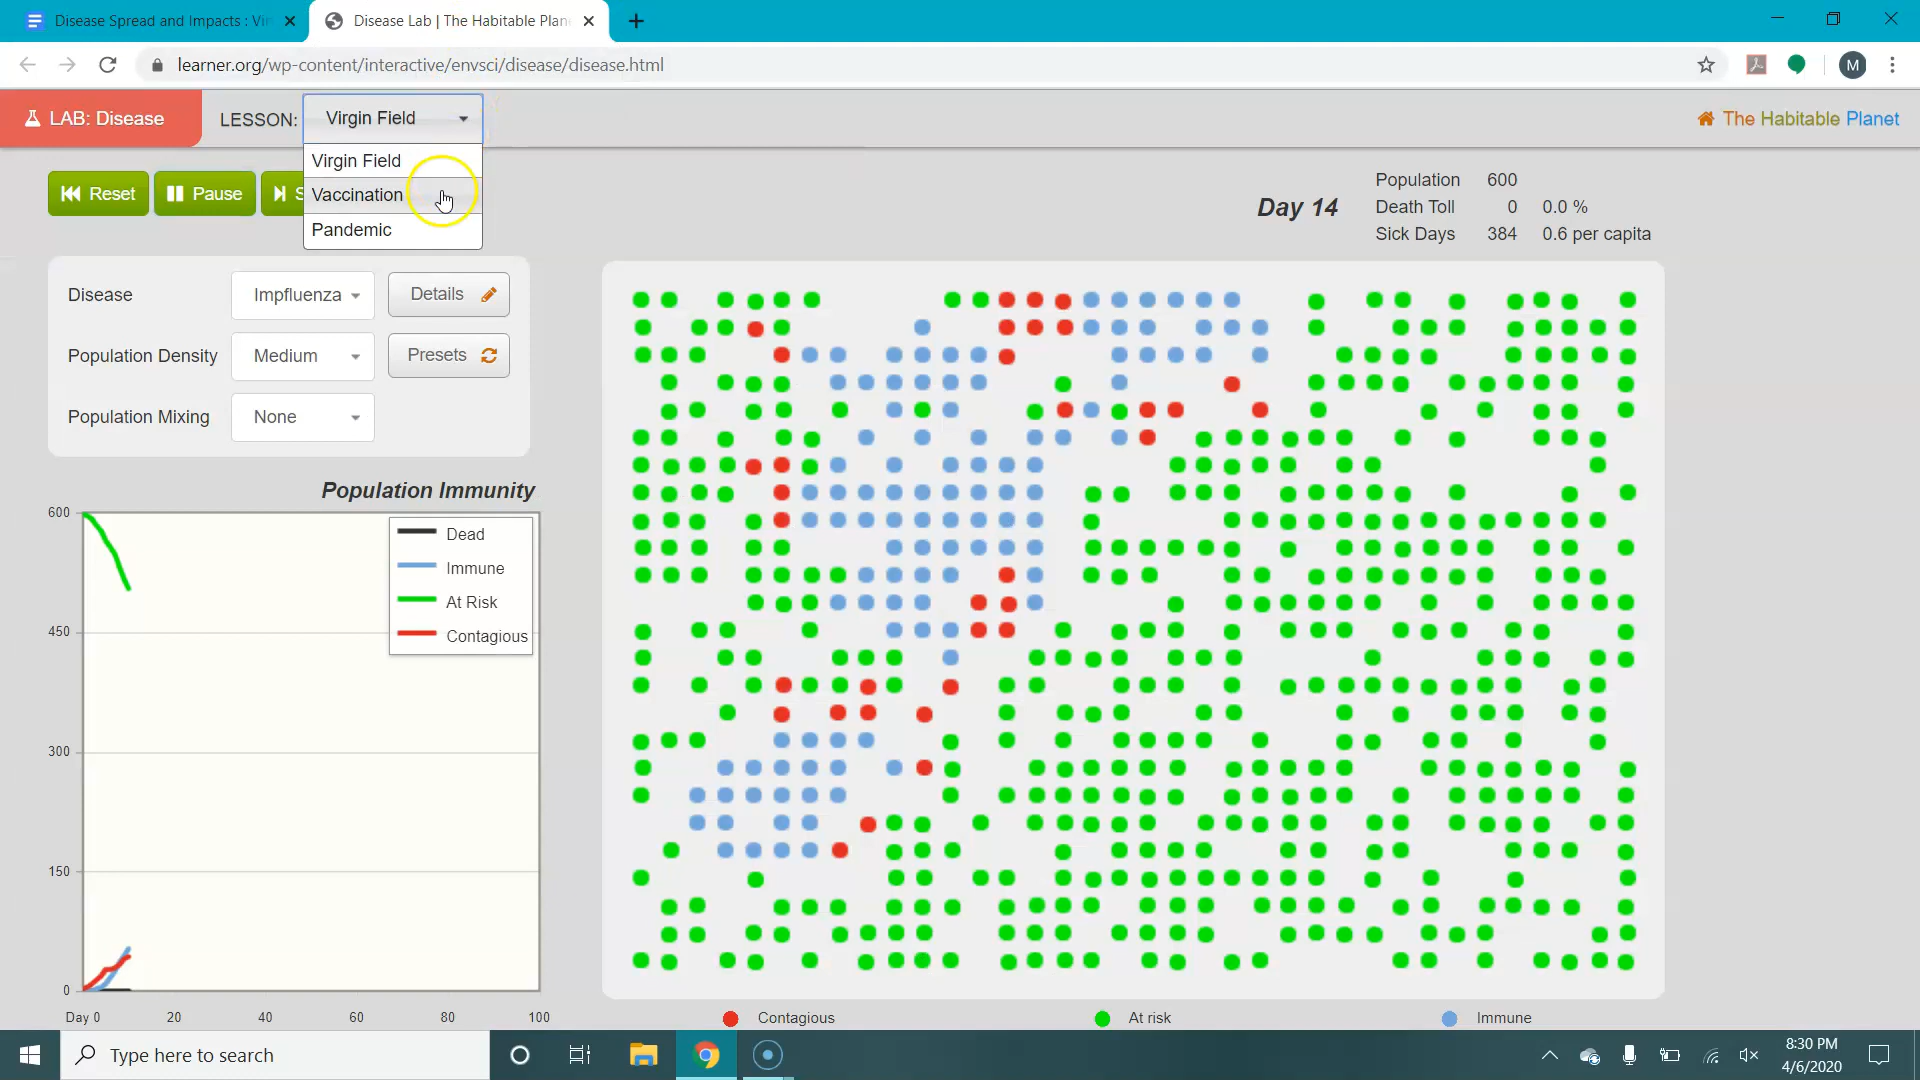 Disease Spread and Impacts : Vir
Disease Lab | The Habitable Plan
learner.org/wp-content/interactive/envsci/disease/disease.html
M
LAB: Disease
LESSON:
Virgin Field
The Habitable Planet
Virgin Field
Vaccination
Pandemic
Reset
Pause
S
Day 14
Population 600
Death Toll 0 0.0 %
Sick Days 384 0.6 per capita
Disease
Impfluenza
Details
Population Density
Medium
Presets
Population Mixing
None
Population Immunity
600
450
300
150
0
Dead
Immune
At Risk
Contagious
Day 0 20 40 60 80 100
Contagious
At risk
Immune
Type here to search
8:30 PM
4/6/2020